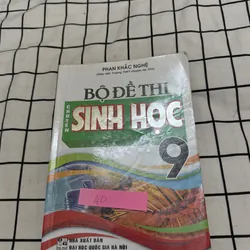 PHAN KHẮC NGHỆ
BỘ ĐỀ THI
CHUYÊN
SINH HỌC
9
40
NHÀ XUẤT BẢN
ĐẠI HỌC QUỐC GIA HÀ NỘI